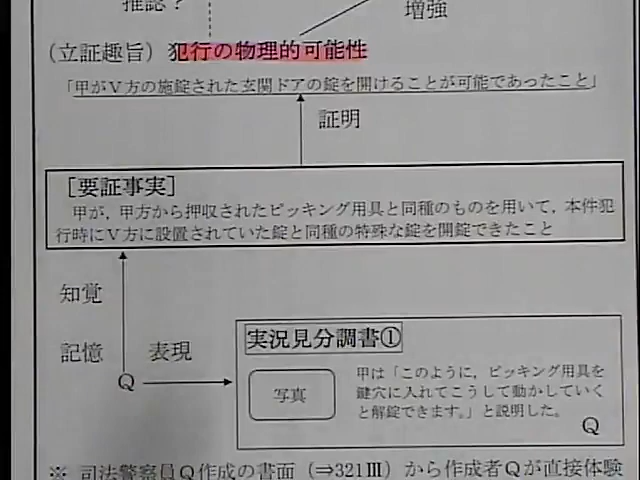 推認?
増強
(立証趣旨)犯行の物理的可能性
「甲がV方の施錠された玄関ドアの錠を開けることが可能であったこと」
証明
[要証事実]
甲が,甲方から押収されたピッキング用具と同種のものを用いて,本件犯
行時にV方に設置されていた錠と同種の特殊な錠を開錠できたこと
知覚
記憶 表現
Q
実況見分調書①
写真
甲は「このように,ピッキング用具を
鍵穴に入れてこうして動かしていく
と解錠できます。」と説明した。
Q
※ 司法警察員Q作成の書面(⇒321Ⅲ)から作成者Qが直接体験